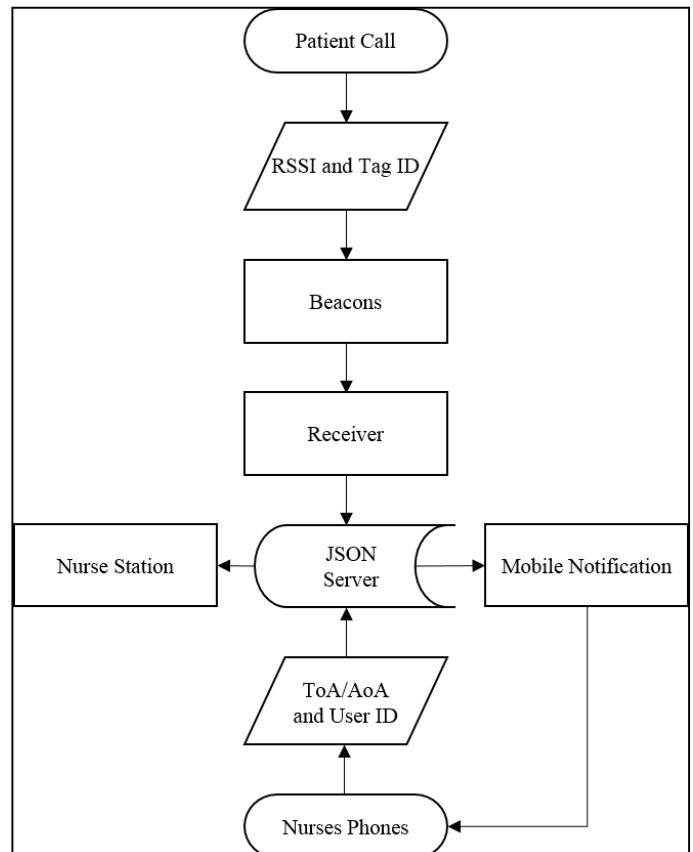 Patient Call
RSSI and Tag ID
Beacons
Receiver
Nurse Station
JSON
Server
Mobile Notification
ToA/AoA
and User ID
Nurses Phones